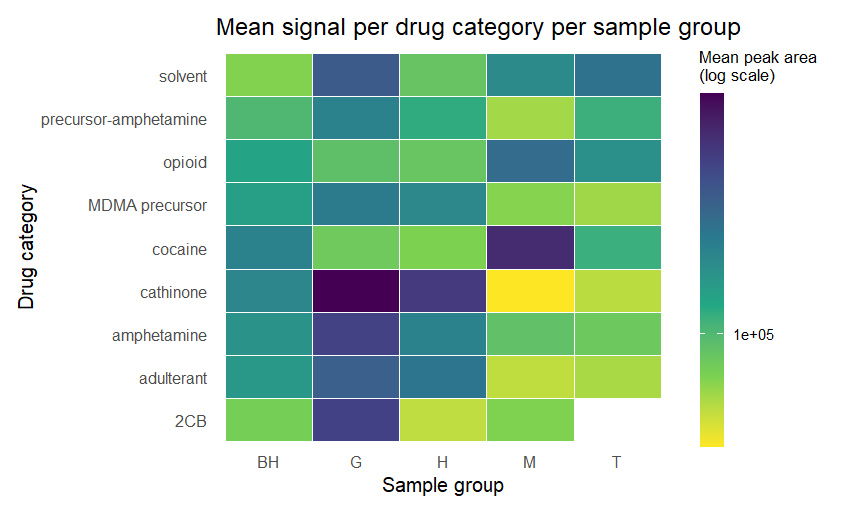 Mean signal per drug category per sample group
Mean peak area
(log scale)
1e+05
Drug category
solvent
precursor-amphetamine
opioid
MDMA precursor
cocaine
cathinone
amphetamine
adulterant
2CB
BH G H M T
Sample group